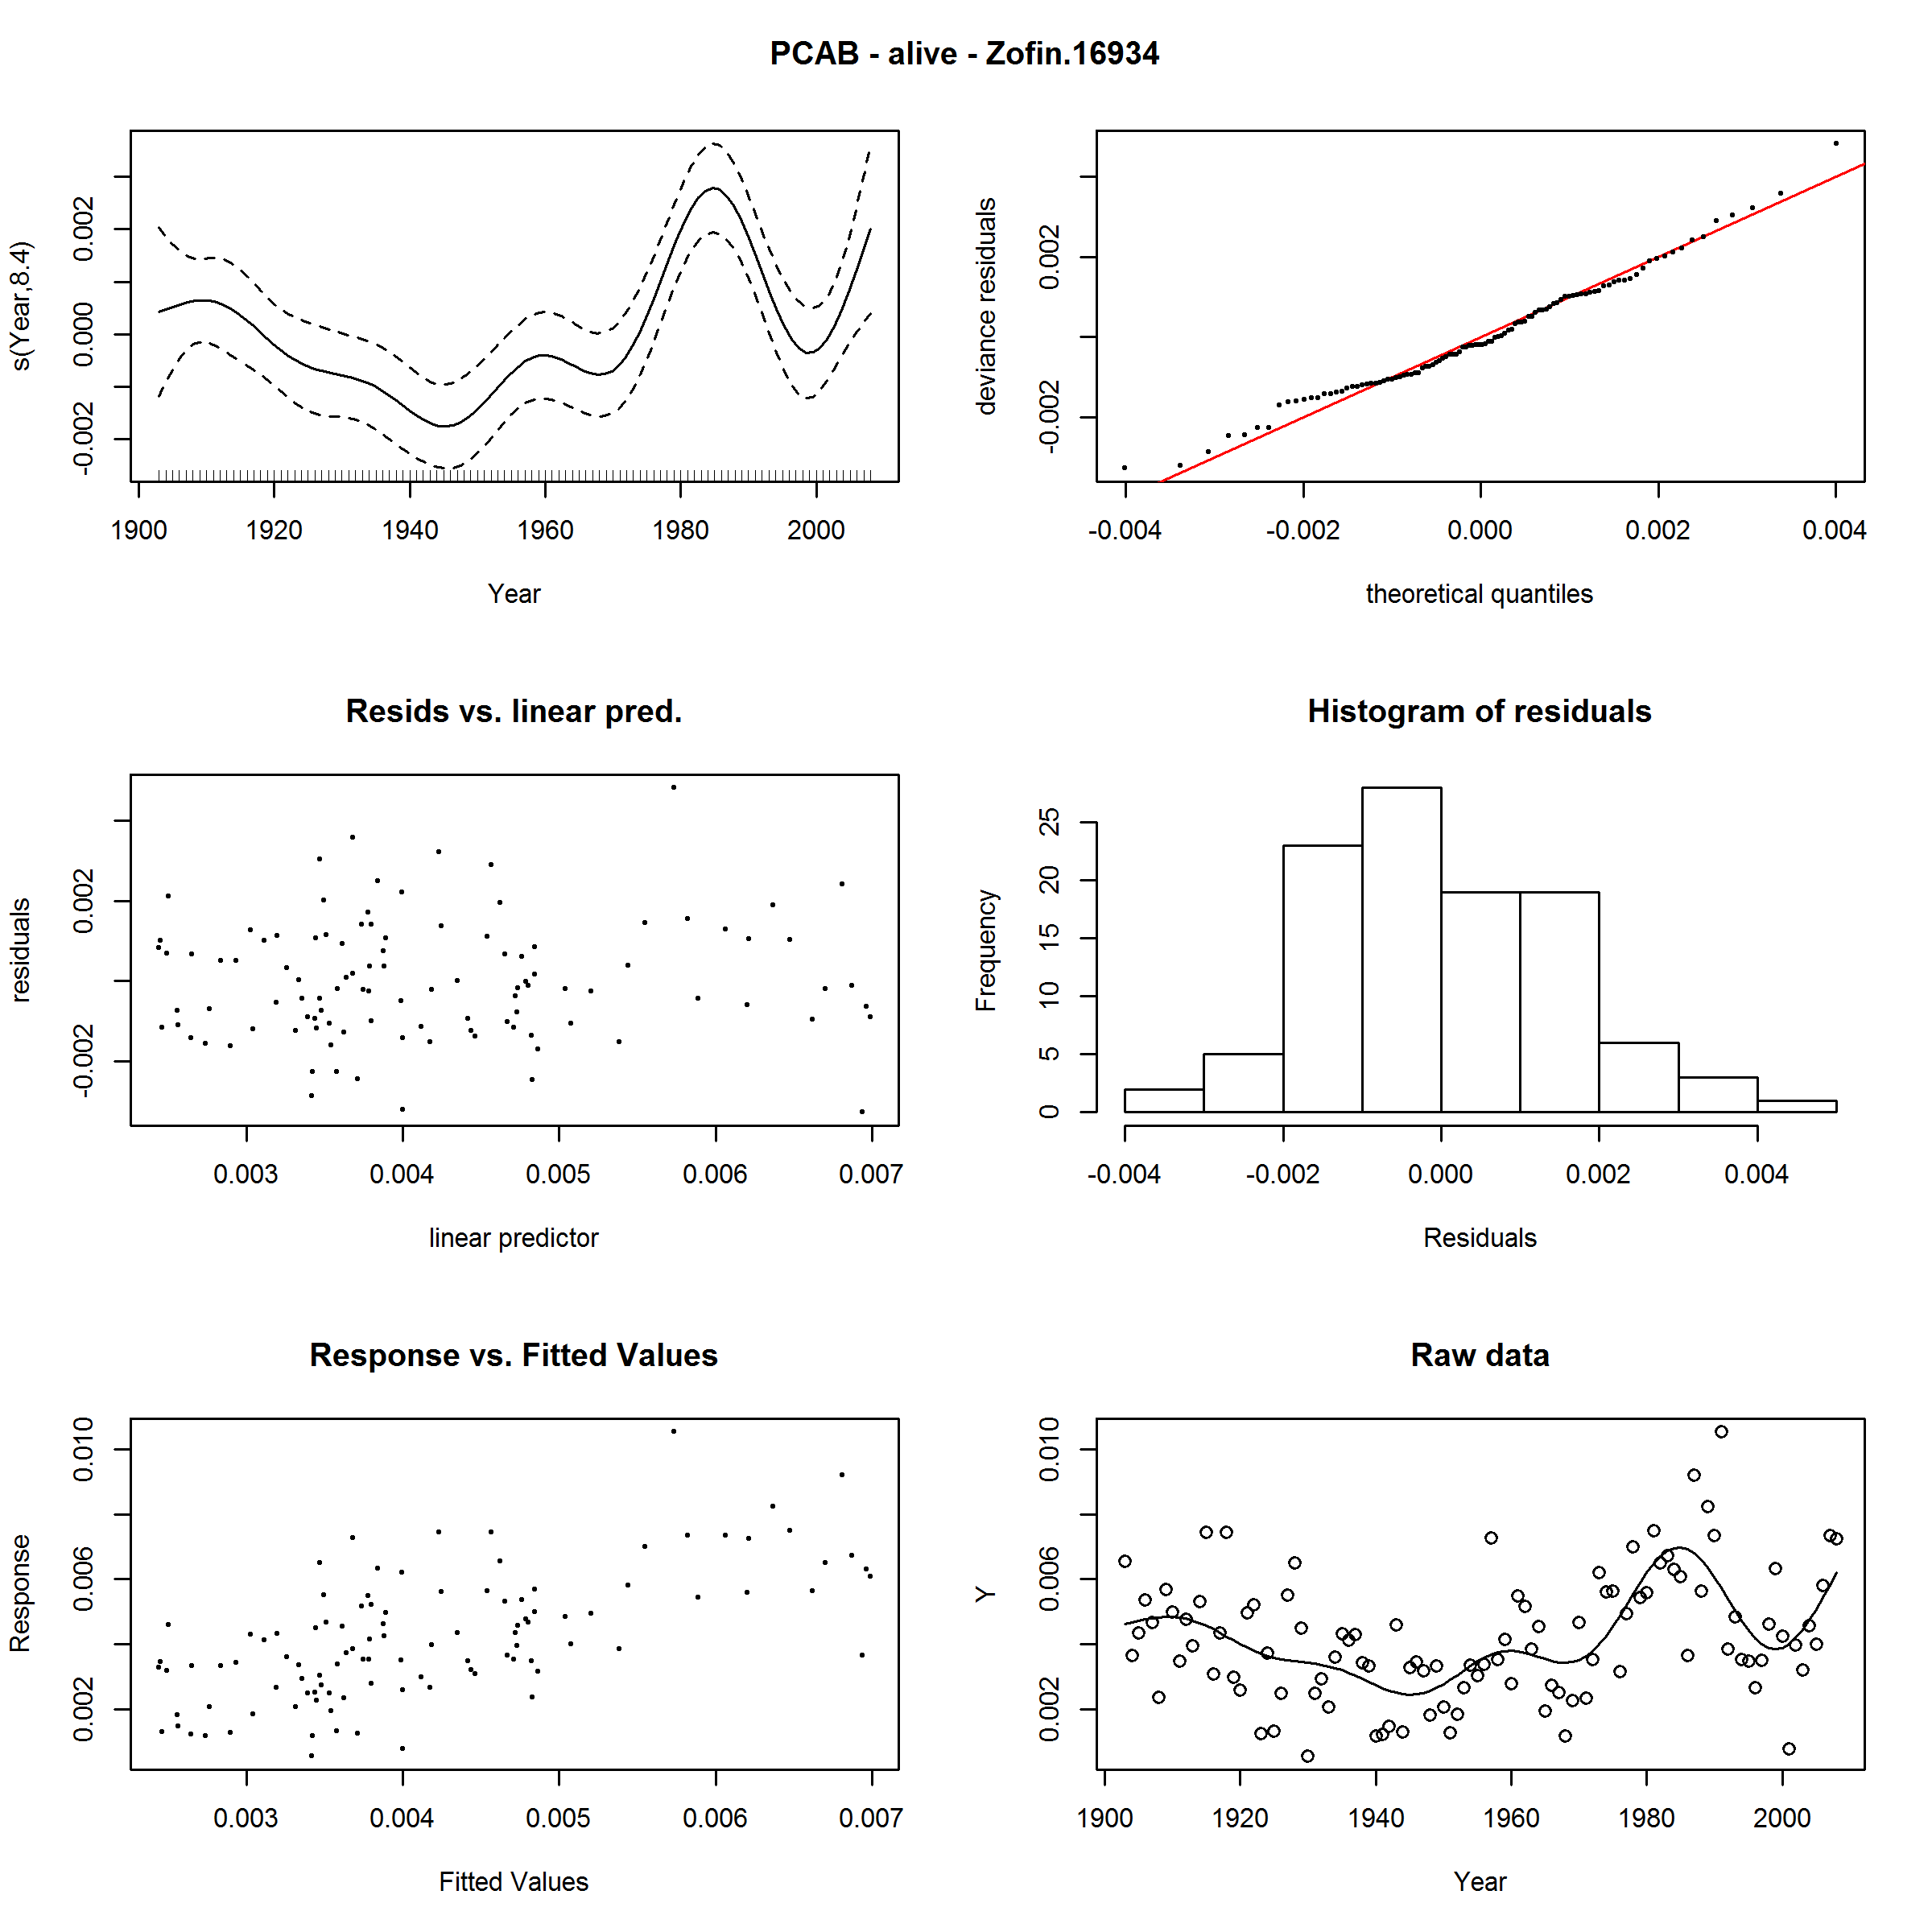 PCAB - alive - Zofin.16934
s(Year,8.4)
-0.002 0.000 0.002
1900 1920 1940 1960 1980 2000
Year
deviance residuals
-0.002 0.002
-0.004 -0.002 0.000 0.002 0.004
theoretical quantiles
Resids vs. linear pred.
residuals
-0.002 0.002
0.003 0.004 0.005 0.006 0.007
linear predictor
Histogram of residuals
Frequency
0 5 10 15 20 25
-0.004 -0.002 0.000 0.002 0.004
Residuals
Response vs. Fitted Values
Response
0.002 0.006 0.010
0.003 0.004 0.005 0.006 0.007
Fitted Values
Raw data
Y
0.002 0.006 0.010
1900 1920 1940 1960 1980 2000
Year